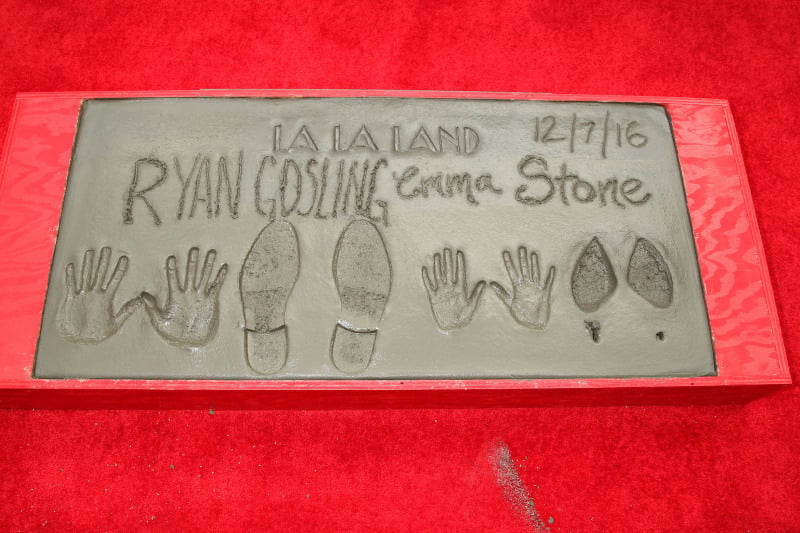 LA LA LAND 12/7/16
RYAN GOSLING emma Stone